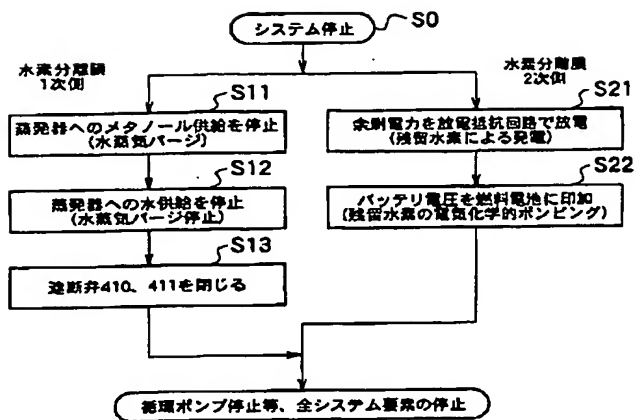 システム停止
S0
水素分離膜
1次側
水素分離膜
2次側
S11
蒸発器へのメタノール供給を停止
(水蒸気パージ)
S21
余剰電力を放電抵抗回路で放電
(残留水素による発電)
S12
蒸発器への水供給を停止
(水蒸気パージ停止)
S22
バッテリ電圧を燃料電池に印加
(残留水素の電気化学的ポンピング)
S13
遮断弁410、411を閉じる
循環ポンプ停止等、全システム要素の停止